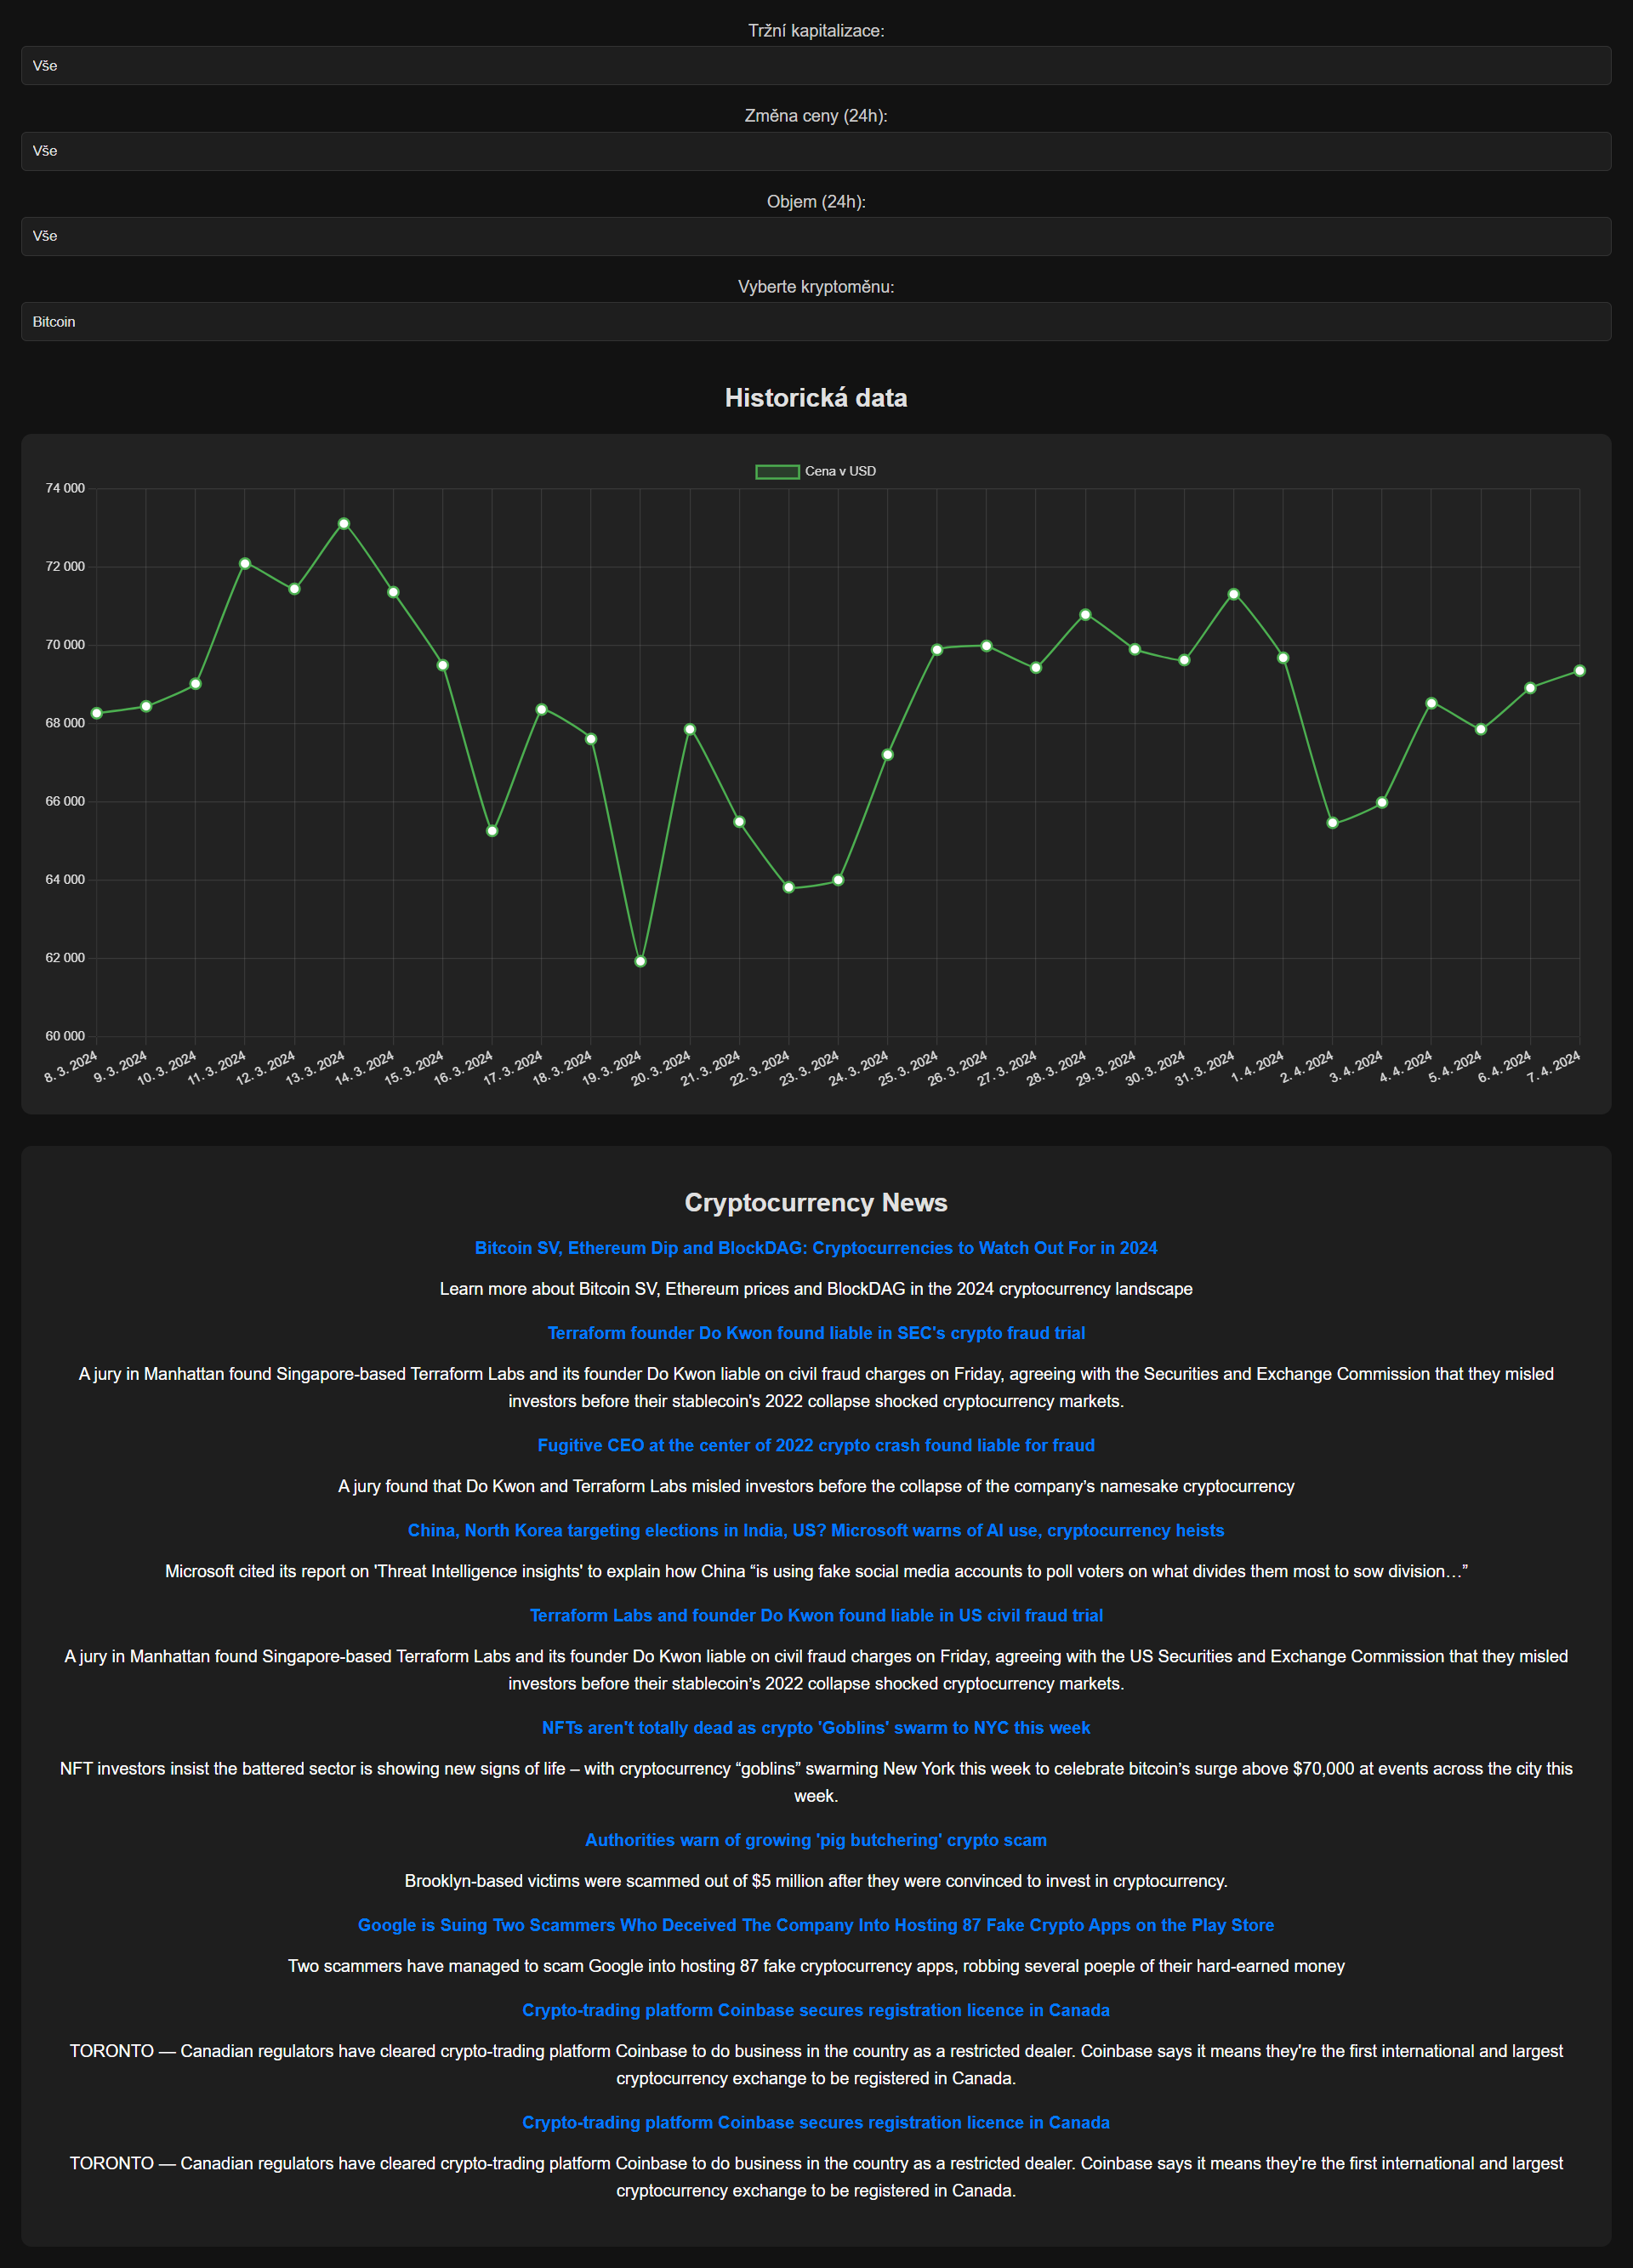 Tržní kapitalizace:
Vše
Změna ceny (24h):
Vše
Objem (24h):
Vše
Vyberte kryptoměnu:
Bitcoin
Historická data
Cena v USD
74 000
72 000
70 000
68 000
66 000
64 000
62 000
60 000
8. 3. 2024
9. 3. 2024
10. 3. 2024
11. 3. 2024
12. 3. 2024
13. 3. 2024
14. 3. 2024
15. 3. 2024
16. 3. 2024
17. 3. 2024
18. 3. 2024
19. 3. 2024
20. 3. 2024
21. 3. 2024
22. 3. 2024
23. 3. 2024
24. 3. 2024
25. 3. 2024
26. 3. 2024
27. 3. 2024
28. 3. 2024
29. 3. 2024
30. 3. 2024
31. 3. 2024
1. 4. 2024
2. 4. 2024
3. 4. 2024
4. 4. 2024
5. 4. 2024
6. 4. 2024
7. 4. 2024
Cryptocurrency News
Bitcoin SV, Ethereum Dip and BlockDAG: Cryptocurrencies to Watch Out For in 2024
Learn more about Bitcoin SV, Ethereum prices and BlockDAG in the 2024 cryptocurrency landscape
Terraform founder Do Kwon found liable in SEC's crypto fraud trial
A jury in Manhattan found Singapore-based Terraform Labs and its founder Do Kwon liable on civil fraud charges on Friday, agreeing with the Securities and Exchange Commission that they misled
investors before their stablecoin's 2022 collapse shocked cryptocurrency markets.
Fugitive CEO at the center of 2022 crypto crash found liable for fraud
A jury found that Do Kwon and Terraform Labs misled investors before the collapse of the company’s namesake cryptocurrency
China, North Korea targeting elections in India, US? Microsoft warns of AI use, cryptocurrency heists
Microsoft cited its report on 'Threat Intelligence insights' to explain how China “is using fake social media accounts to poll voters on what divides them most to sow division…”
Terraform Labs and founder Do Kwon found liable in US civil fraud trial
A jury in Manhattan found Singapore-based Terraform Labs and its founder Do Kwon liable on civil fraud charges on Friday, agreeing with the US Securities and Exchange Commission that they misled
investors before their stablecoin’s 2022 collapse shocked cryptocurrency markets.
NFTs aren't totally dead as crypto 'Goblins' swarm to NYC this week
NFT investors insist the battered sector is showing new signs of life – with cryptocurrency “goblins” swarming New York this week to celebrate bitcoin’s surge above $70,000 at events across the city this
week.
Authorities warn of growing 'pig butchering' crypto scam
Brooklyn-based victims were scammed out of $5 million after they were convinced to invest in cryptocurrency.
Google is Suing Two Scammers Who Deceived The Company Into Hosting 87 Fake Crypto Apps on the Play Store
Two scammers have managed to scam Google into hosting 87 fake cryptocurrency apps, robbing several poeple of their hard-earned money
Crypto-trading platform Coinbase secures registration licence in Canada
TORONTO — Canadian regulators have cleared crypto-trading platform Coinbase to do business in the country as a restricted dealer. Coinbase says it means they're the first international and largest
cryptocurrency exchange to be registered in Canada.
Crypto-trading platform Coinbase secures registration licence in Canada
TORONTO — Canadian regulators have cleared crypto-trading platform Coinbase to do business in the country as a restricted dealer. Coinbase says it means they're the first international and largest
cryptocurrency exchange to be registered in Canada.